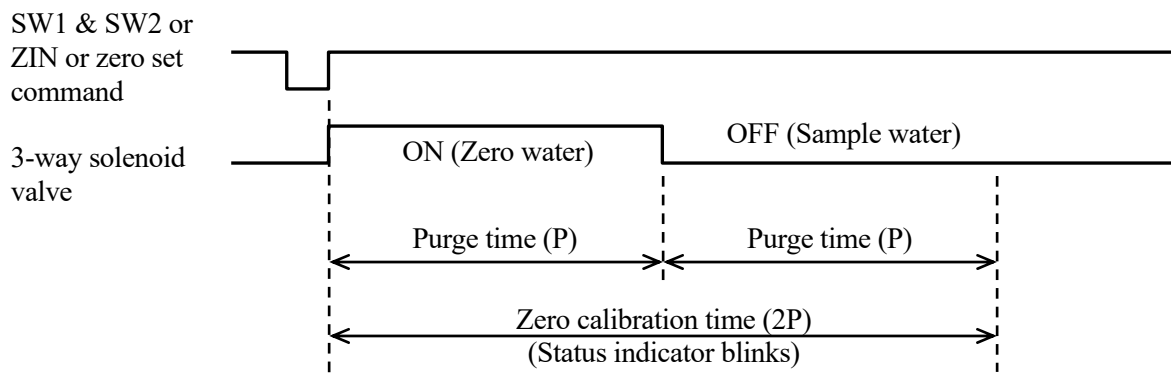 SW1 & SW2 or
ZIN or zero set
command
3-way solenoid
valve
ON (Zero water)
OFF (Sample water)
Purge time (P)
Purge time (P)
Zero calibration time (2P)
(Status indicator blinks)